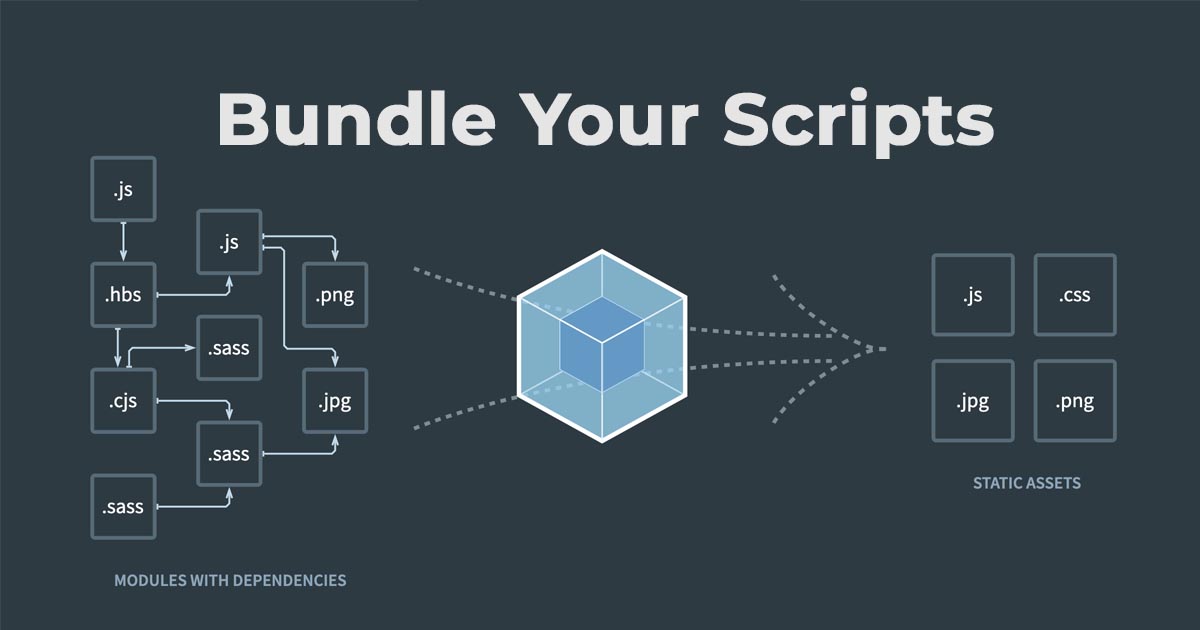 Bundle Your Scripts
.js
.js
.hbs
.png
.sass
.cjs
.jpg
.sass
.sass
MODULES WITH DEPENDENCIES
.js
.css
.jpg
.png
STATIC ASSETS